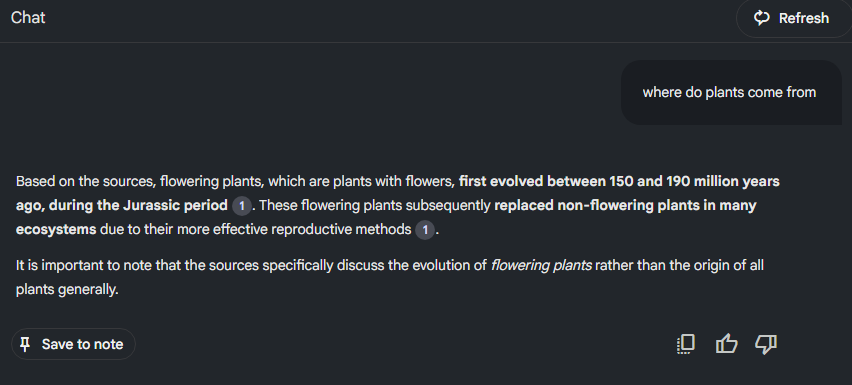 Chat
Refresh
where do plants come from
Based on the sources, flowering plants, which are plants with flowers, first evolved between 150 and 190 million years
ago, during the Jurassic period 1. These flowering plants subsequently replaced non-flowering plants in many
ecosystems due to their more effective reproductive methods 1.
It is important to note that the sources specifically discuss the evolution of flowering plants rather than the origin of all
plants generally.
Save to note